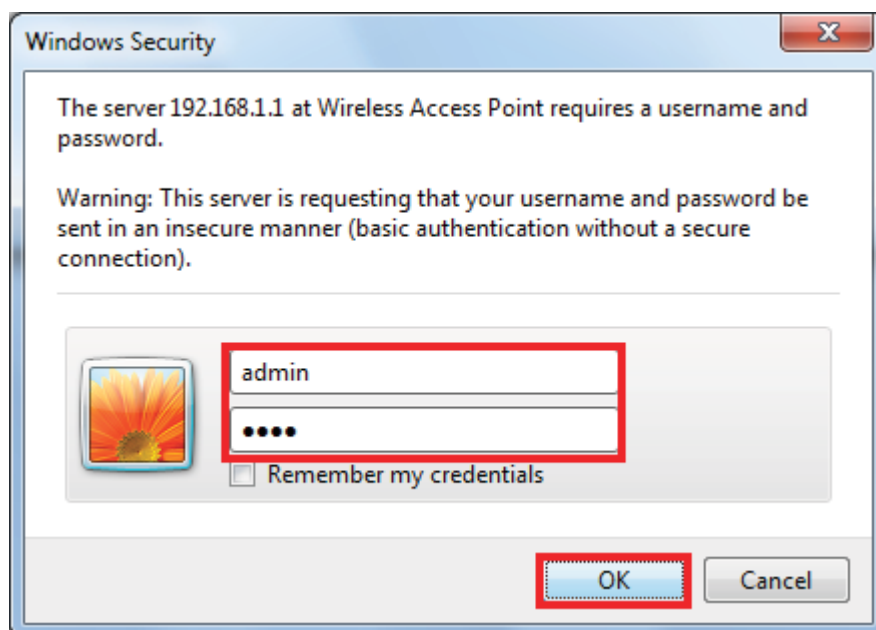 Windows Security
The server 192.168.1.1 at Wireless Access Point requires a username and
password.
Warning: This server is requesting that your username and password be
sent in an insecure manner (basic authentication without a secure
connection).
admin
●●●●
Remember my credentials
OK Cancel